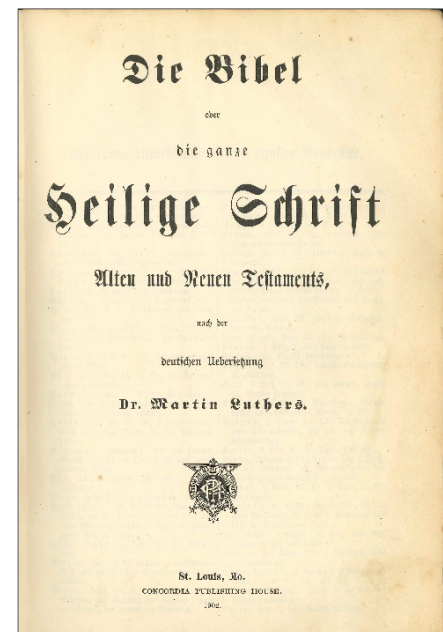 Die Bibel
oder
die ganze
Heilige Schrift
Alten und Neuen Testaments,
nach der
deutschen Uebersetzung
Dr. Martin Luthers.
St. Louis, Mo.
CONCORDIA PUBLISHING HOUSE.
1902.